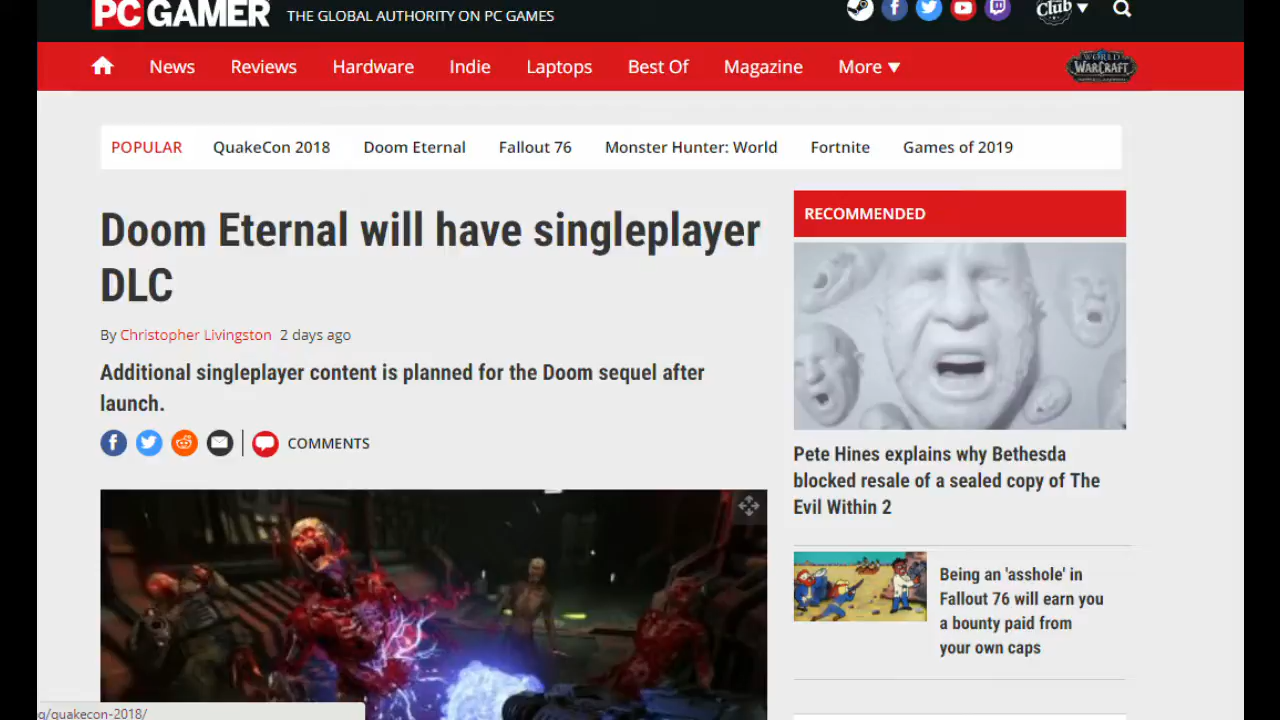 PC GAMER THE GLOBAL AUTHORITY ON PC GAMES
Club
News Reviews Hardware Indie Laptops Best Of Magazine More
WORLD
WARCRAFT
POPULAR QuakeCon 2018 Doom Eternal Fallout 76 Monster Hunter: World Fortnite Games of 2019
Doom Eternal will have singleplayer
DLC
By Christopher Livingston 2 days ago
Additional singleplayer content is planned for the Doom sequel after
launch.
COMMENTS
RECOMMENDED
Pete Hines explains why Bethesda
blocked resale of a sealed copy of The
Evil Within 2
Being an 'asshole' in
Fallout 76 will earn you
a bounty paid from
your own caps
g/quakecon-2018/